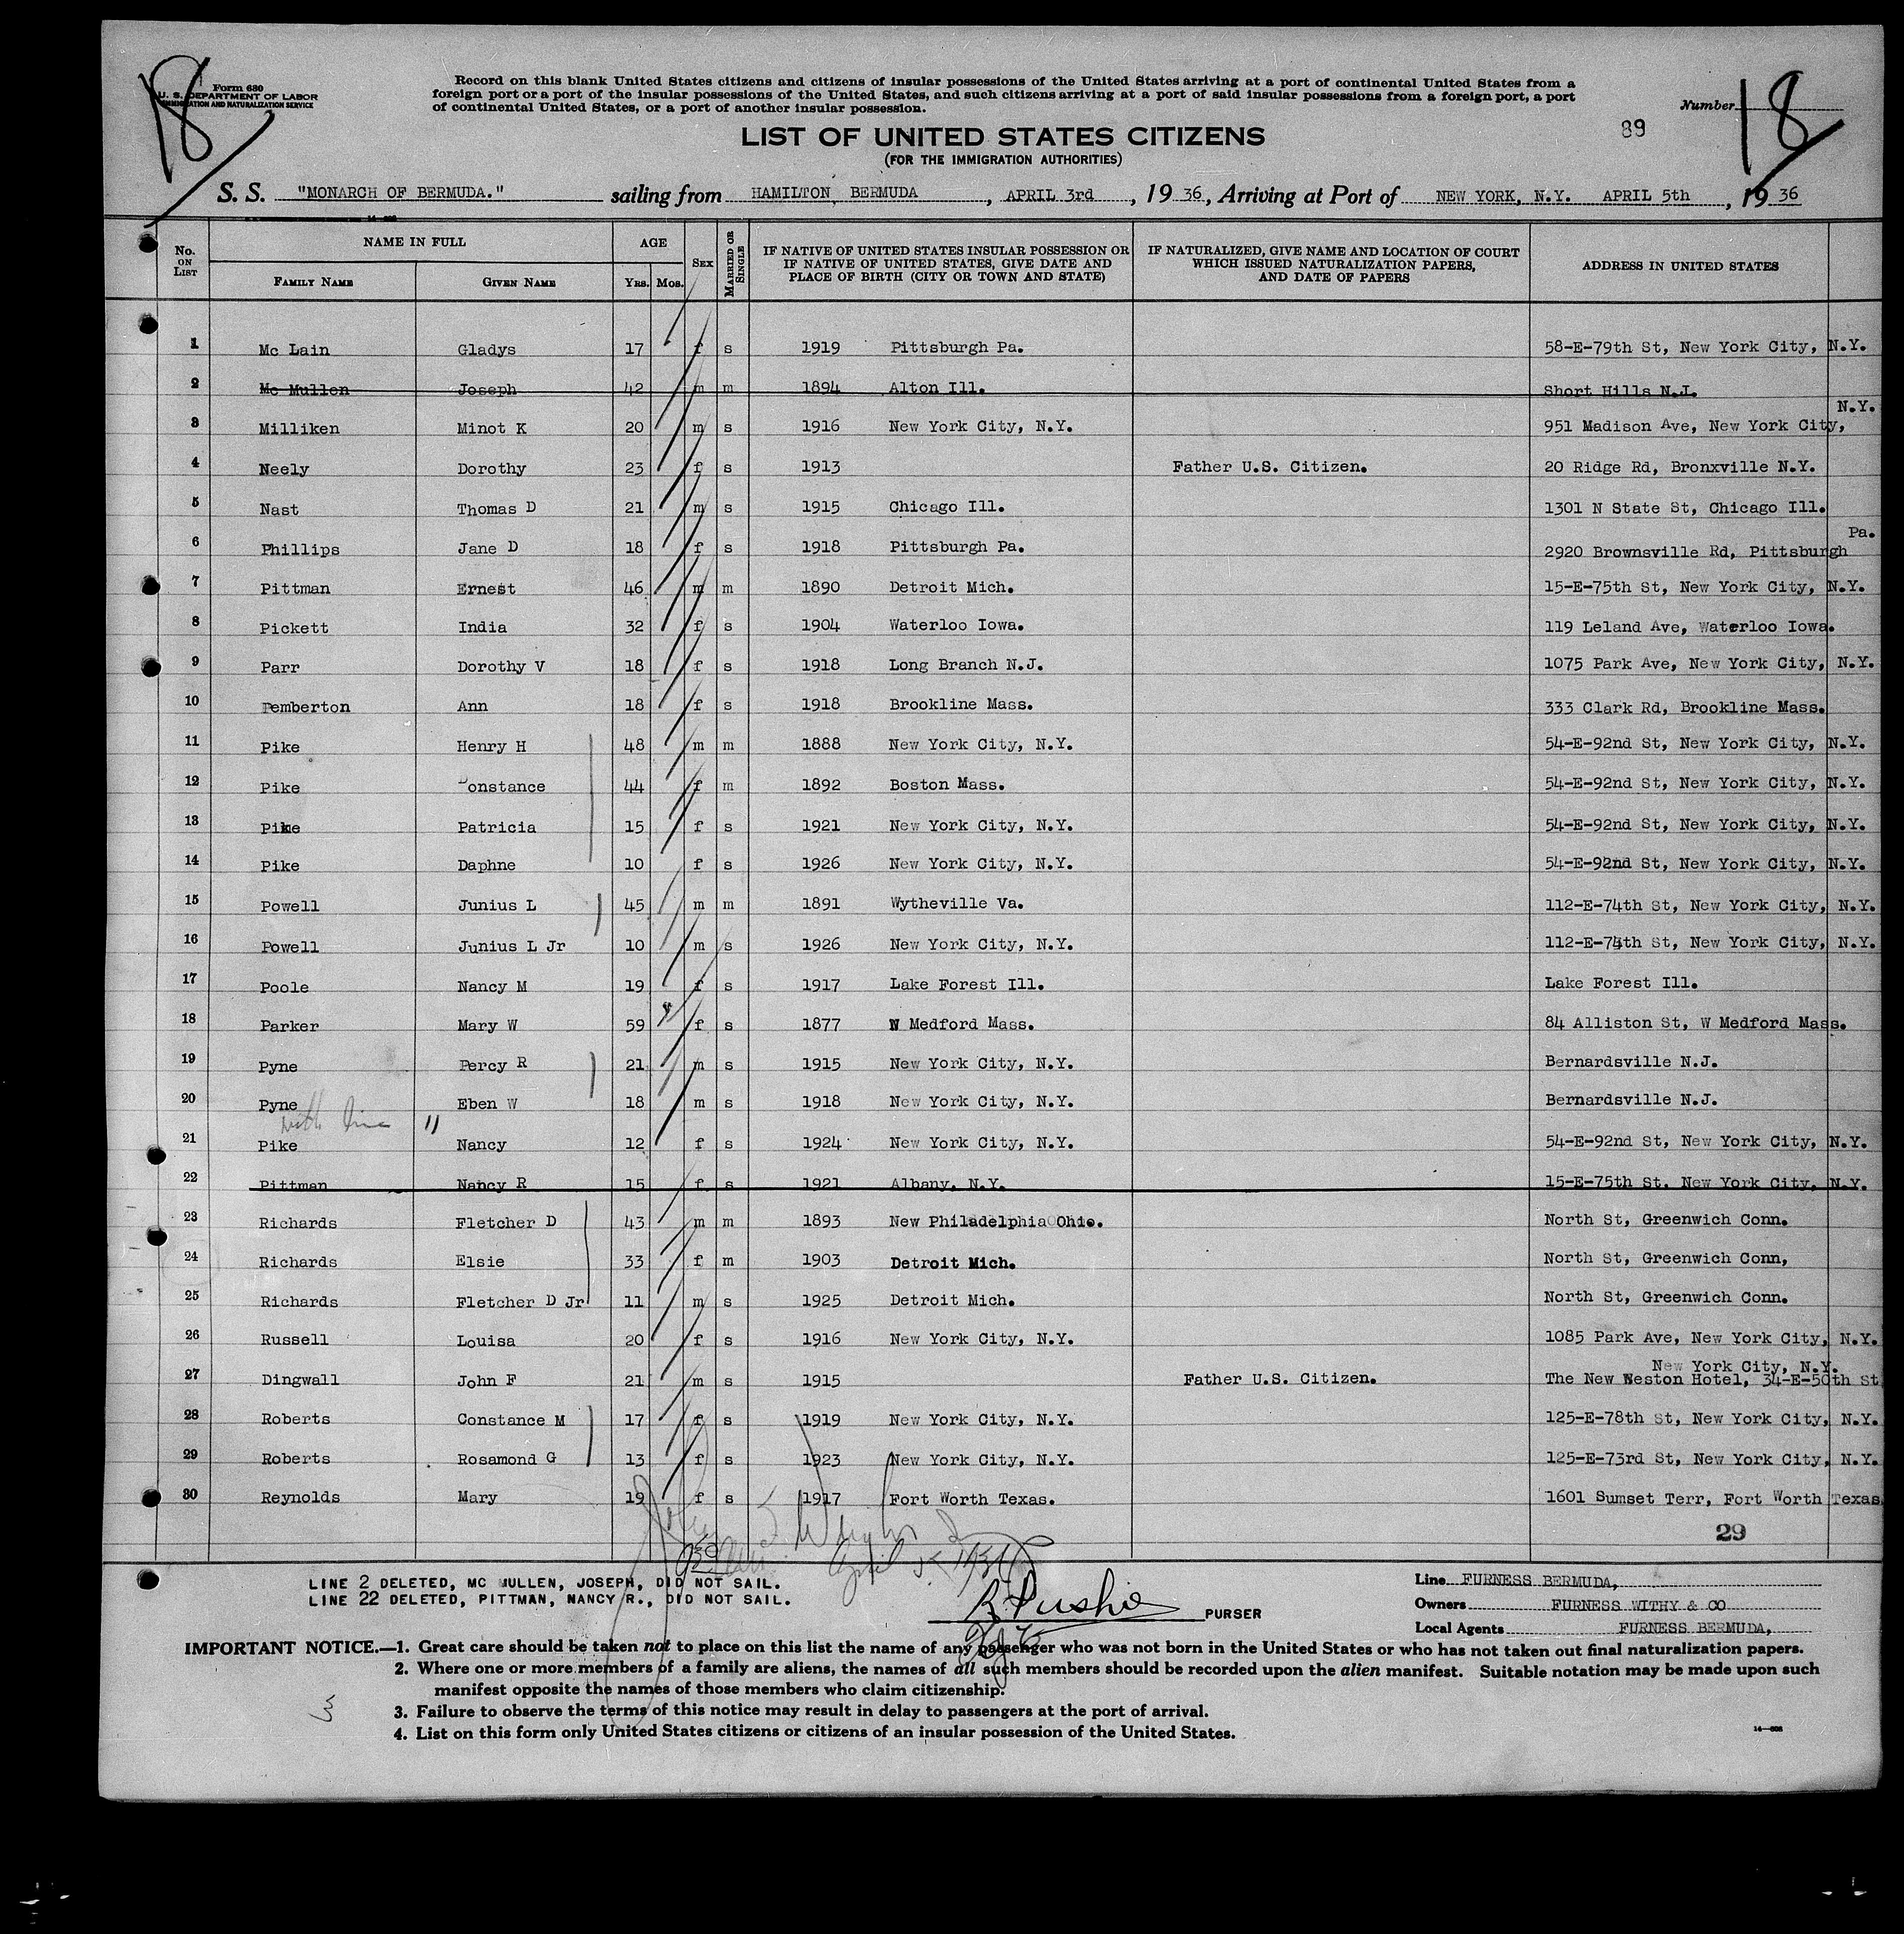 18
Form 680
U. S. DEPARTMENT OF LABOR
IMMIGRATION AND NATURALIZATION SERVICE
Record on this blank United States citizens and citizens of insular possessions of the United States arriving at a port of continental United States from a
foreign port or a port of the insular possessions of the United States, and such citizens arriving at a port of said insular possessions from a foreign port, a port
of continental United States, or a port of another insular possession.
Number 18
89
LIST OF UNITED STATES CITIZENS
(FOR THE IMMIGRATION AUTHORITIES)
S. S. "MONARCH OF BERMUDA." sailing from HAMILTON, BERMUDA, APRIL 3rd, 19 36, Arriving at Port of NEW YORK, N.Y. APRIL 5th, 19 36
No. ON LIST NAME IN FULL FAMILY NAME GIVEN NAME AGE YRS. MOS. SEX MARRIED OR SINGLE IF NATIVE OF UNITED STATES INSULAR POSSESSION OR IF NATIVE OF UNITED STATES, GIVE DATE AND PLACE OF BIRTH (CITY OR TOWN AND STATE) IF NATURALIZED, GIVE NAME AND LOCATION OF COURT WHICH ISSUED NATURALIZATION PAPERS, AND DATE OF PAPERS ADDRESS IN UNITED STATES
1 Mc Lain Gladys 17 f s 1919 Pittsburgh Pa. 58-E-79th St, New York City, N.Y.
2 Mc Mullen Joseph 42 m m 1894 Alton Ill. Short Hills N.J.
3 Milliken Minot K 20 m s 1916 New York City, N.Y. 951 Madison Ave, New York City, N.Y.
4 Neely Dorothy 23 f s 1913 Father U.S. Citizen. 20 Ridge Rd, Bronxville N.Y.
5 Nast Thomas D 21 m s 1915 Chicago Ill. 1301 N State St, Chicago Ill.
6 Phillips Jane D 18 f s 1918 Pittsburgh Pa. 2920 Brownsville Rd, Pittsburgh Pa.
7 Pittman Ernest 46 m m 1890 Detroit Mich. 15-E-75th St, New York City, N.Y.
8 Pickett India 32 f s 1904 Waterloo Iowa. 119 Leland Ave, Waterloo Iowa.
9 Parr Dorothy V 18 f s 1918 Long Branch N.J. 1075 Park Ave, New York City, N.Y.
10 Pemberton Ann 18 f s 1918 Brookline Mass. 333 Clark Rd, Brookline Mass.
11 Pike Henry H 48 m m 1888 New York City, N.Y. 54-E-92nd St, New York City, N.Y.
12 Pike Constance 44 f m 1892 Boston Mass. 54-E-92nd St, New York City, N.Y.
13 Pike Patricia 15 f s 1921 New York City, N.Y. 54-E-92nd St, New York City, N.Y.
14 Pike Daphne 10 f s 1926 New York City, N.Y. 54-E-92nd St, New York City, N.Y.
15 Powell Junius L 45 m m 1891 Wytheville Va. 112-E-74th St, New York City, N.Y.
16 Powell Junius L Jr 10 m s 1926 New York City, N.Y. 112-E-74th St, New York City, N.Y.
17 Poole Nancy M 19 f s 1917 Lake Forest Ill. Lake Forest Ill.
18 Parker Mary W 59 f s 1877 W Medford Mass. 84 Alliston St, W Medford Mass.
19 Pyne Percy R 21 m s 1915 New York City, N.Y. Bernardsville N.J.
20 Pyne Eben W 18 m s 1918 New York City, N.Y. Bernardsville N.J.
with line 11
21 Pike Nancy 12 f s 1924 New York City, N.Y. 54-E-92nd St, New York City, N.Y.
22 Pittman Nancy R 15 f s 1921 Albany, N.Y. 15-E-75th St. New York City, N.Y.
23 Richards Fletcher D 43 m m 1893 New Philadelphia Ohio. North St, Greenwich Conn.
24 Richards Elsie 33 f m 1903 Detroit Mich. North St, Greenwich Conn,
25 Richards Fletcher D Jr 11 m s 1925 Detroit Mich. North St, Greenwich Conn.
26 Russell Louisa 20 f s 1916 New York City, N.Y. 1085 Park Ave, New York City, N.Y.
27 Dingwall John F 21 m s 1915 Father U.S. Citizen. The New Weston Hotel, 34-E-50th St New York City, N.Y.
28 Roberts Constance M 17 f s 1919 New York City, N.Y. 125-E-78th St, New York City, N.Y.
29 Roberts Rosamond G 13 f s 1923 New York City, N.Y. 125-E-73rd St, New York City, N.Y.
30 Reynolds Mary 19 f s 1917 Fort Worth Texas. 1601 Sumset Terr, Fort Worth Texas
29
April 5 1936
LINE 2 DELETED, MC MULLEN, JOSEPH, DID NOT SAIL.
LINE 22 DELETED, PITTMAN, NANCY R., DID NOT SAIL.
PURSER
Line FURNESS BERMUDA,
Owners FURNESS WITHY & CO
Local Agents FURNESS BERMUDA,
IMPORTANT NOTICE.—1. Great care should be taken not to place on this list the name of any passenger who was not born in the United States or who has not taken out final naturalization papers.
2. Where one or more members of a family are aliens, the names of all such members should be recorded upon the alien manifest. Suitable notation may be made upon such
manifest opposite the names of those members who claim citizenship.
3. Failure to observe the terms of this notice may result in delay to passengers at the port of arrival.
4. List on this form only United States citizens or citizens of an insular possession of the United States.